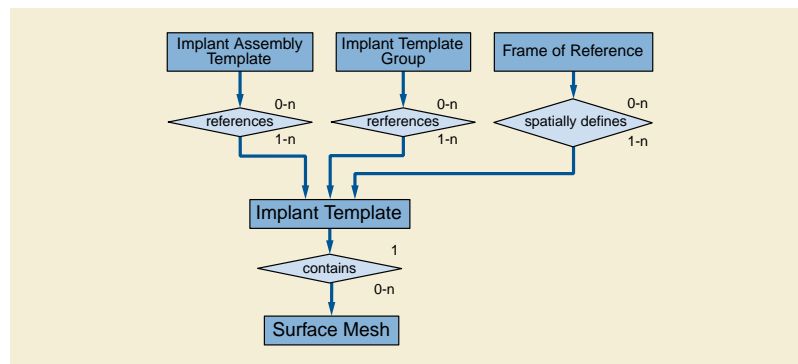 Implant Assembly
Template
Implant Template
Group
Frame of Reference
0-n
0-n
0-n
references
rerferences
spatially defines
1-n
1-n
1-n
Implant Template
1
contains
0-n
Surface Mesh